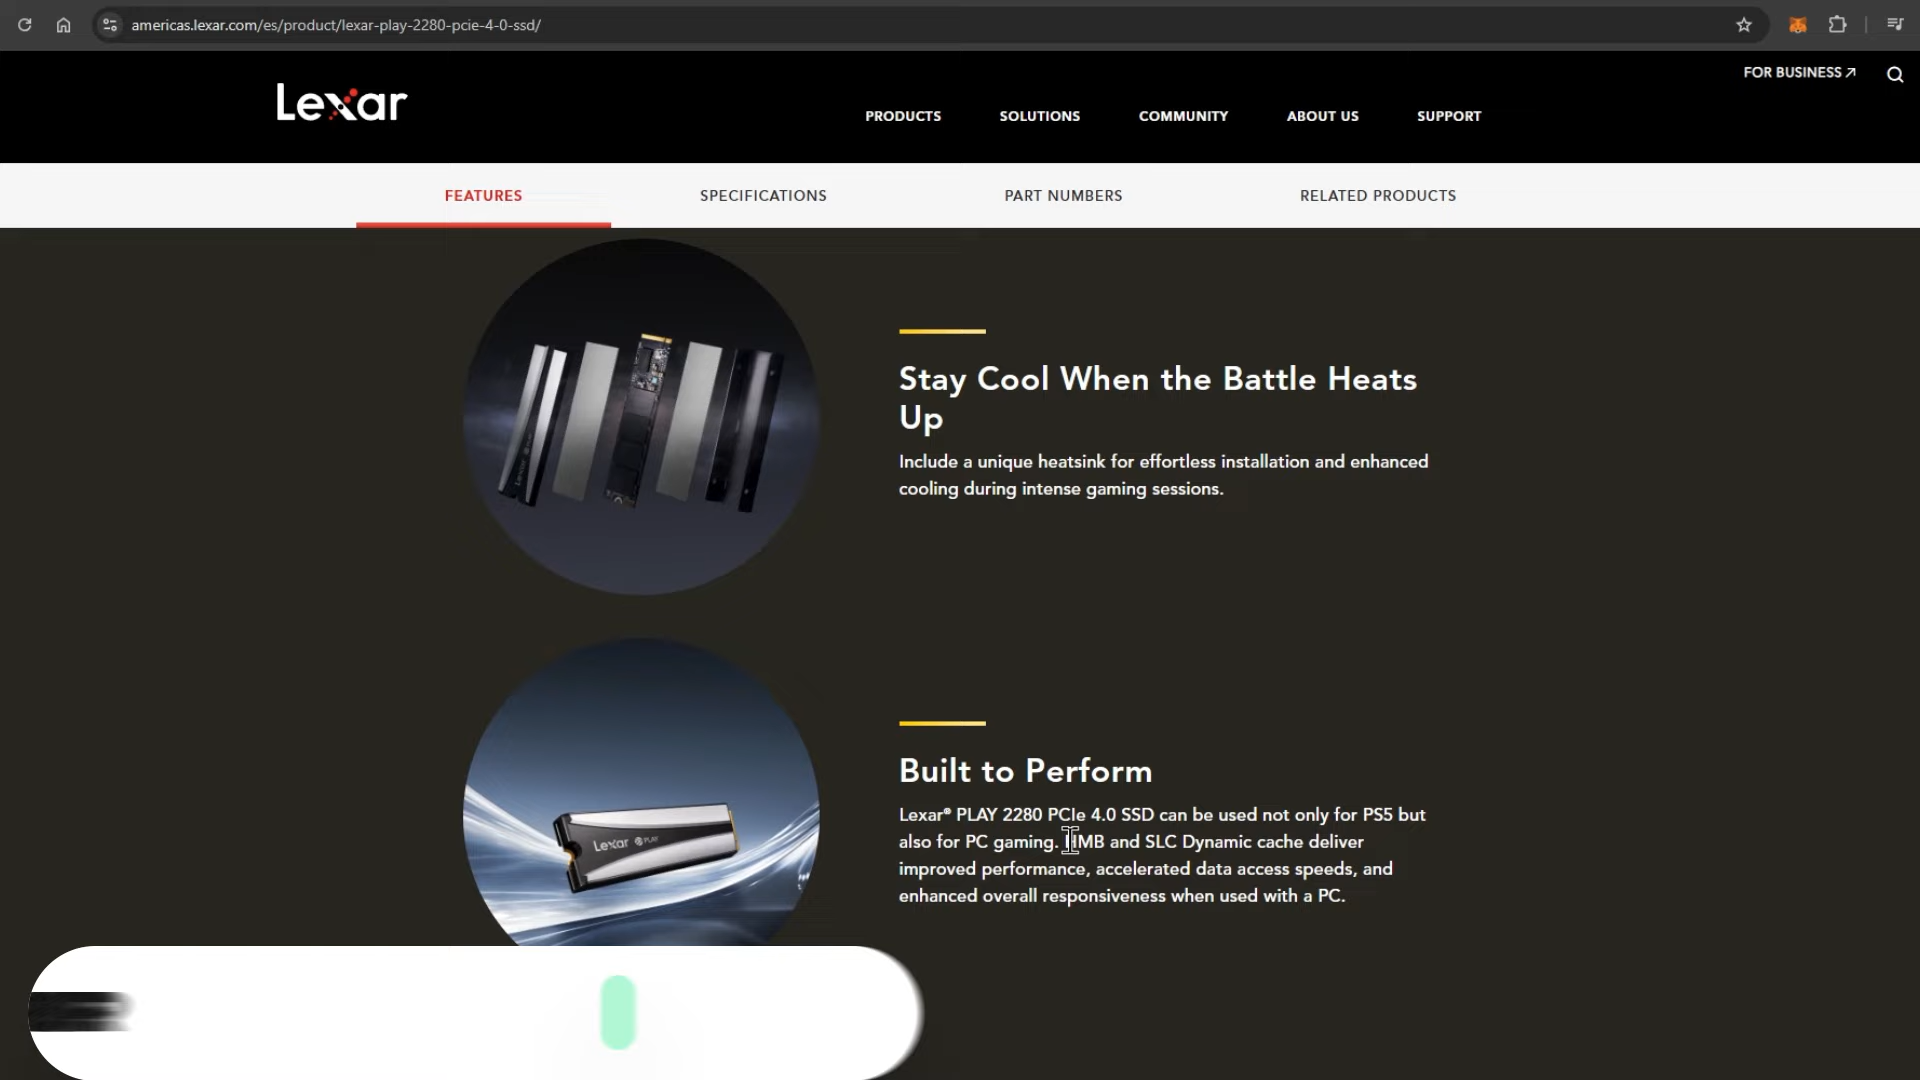 americas.lexar.com/es/product/lexar-play-2280-pcie-4-0-ssd/
FOR BUSINESS
Lexar
PRODUCTS
SOLUTIONS
COMMUNITY
ABOUT US
SUPPORT
FEATURES
SPECIFICATIONS
PART NUMBERS
RELATED PRODUCTS
Stay Cool When the Battle Heats
Up
Include a unique heatsink for effortless installation and enhanced
cooling during intense gaming sessions.
Built to Perform
Lexar® PLAY 2280 PCIe 4.0 SSD can be used not only for PS5 but
also for PC gaming. HMB and SLC Dynamic cache deliver
improved performance, accelerated data access speeds, and
enhanced overall responsiveness when used with a PC.
Lexar PLAY